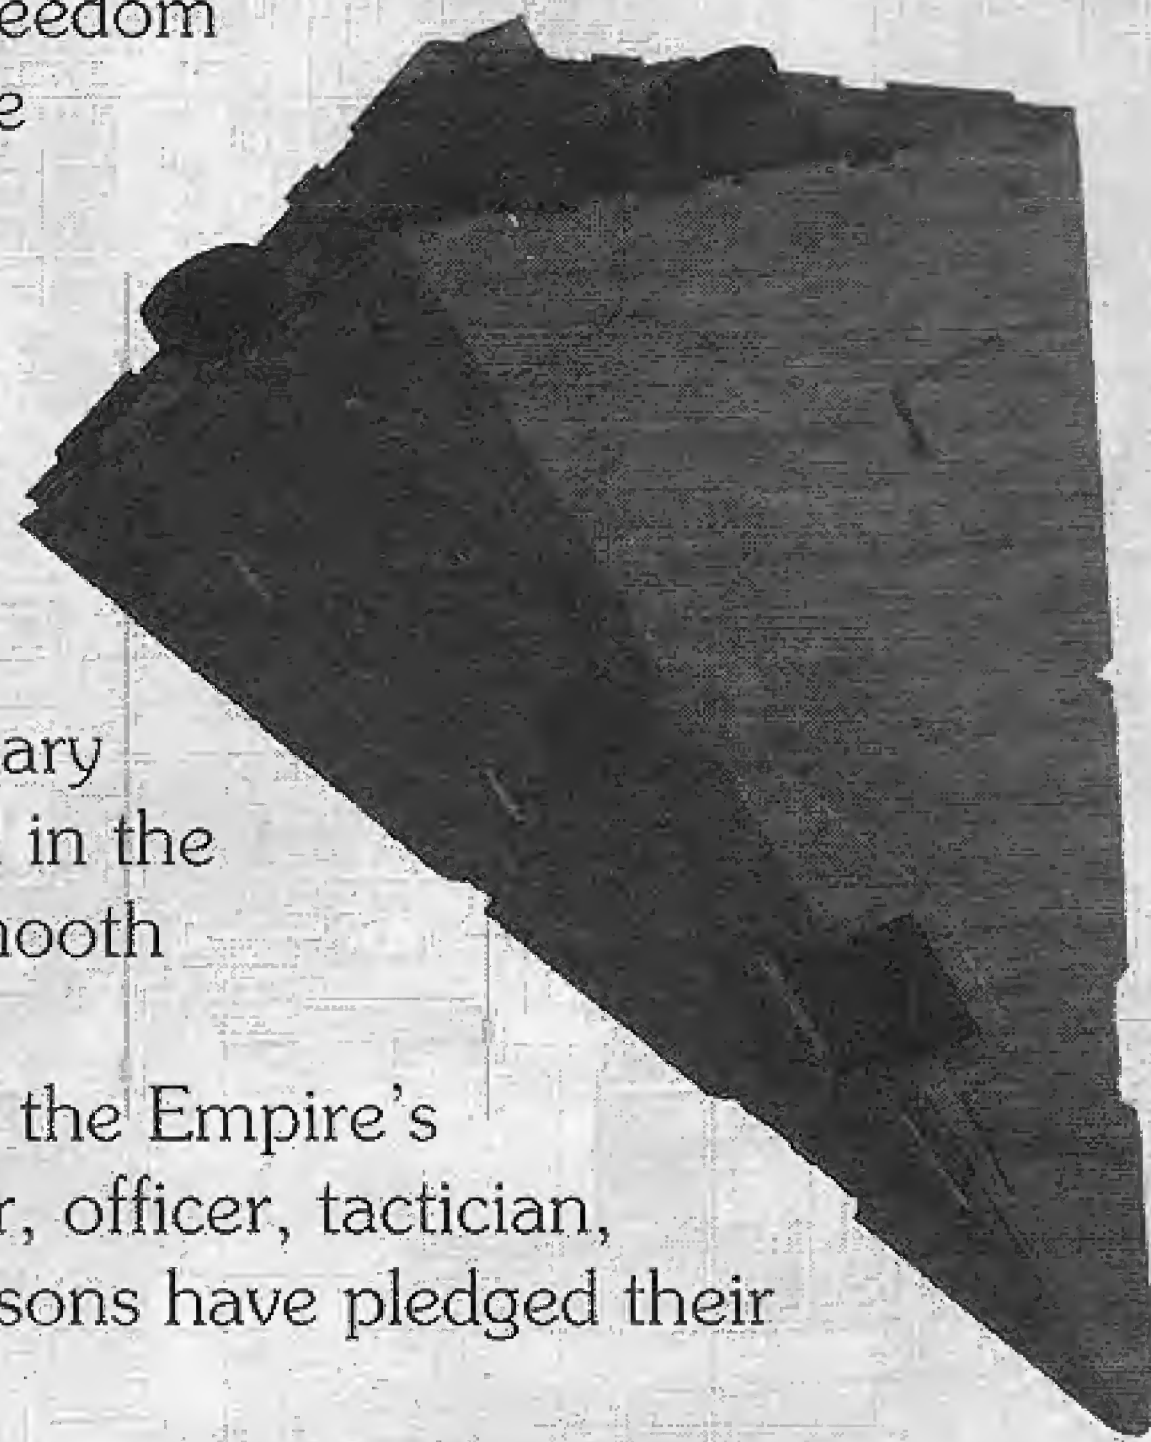 eedom
e
ary
in the
nooth
the Empire's
r, officer, tactician,
sons have pledged their